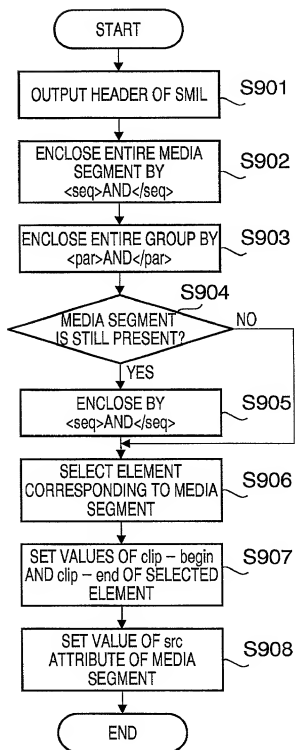 START
OUTPUT HEADER OF SMIL
S901
ENCLOSE ENTIRE MEDIA
SEGMENT BY
<seq>AND</seq>
S902
ENCLOSE ENTIRE GROUP BY
<par>AND</par>
S903
S904
MEDIA SEGMENT
IS STILL PRESENT?
NO
YES
ENCLOSE BY
<seq>AND</seq>
S905
SELECT ELEMENT
CORRESPONDING TO MEDIA
SEGMENT
S906
SET VALUES OF clip – begin
AND clip – end OF SELECTED
ELEMENT
S907
SET VALUE OF src
ATTRIBUTE OF MEDIA
SEGMENT
S908
END